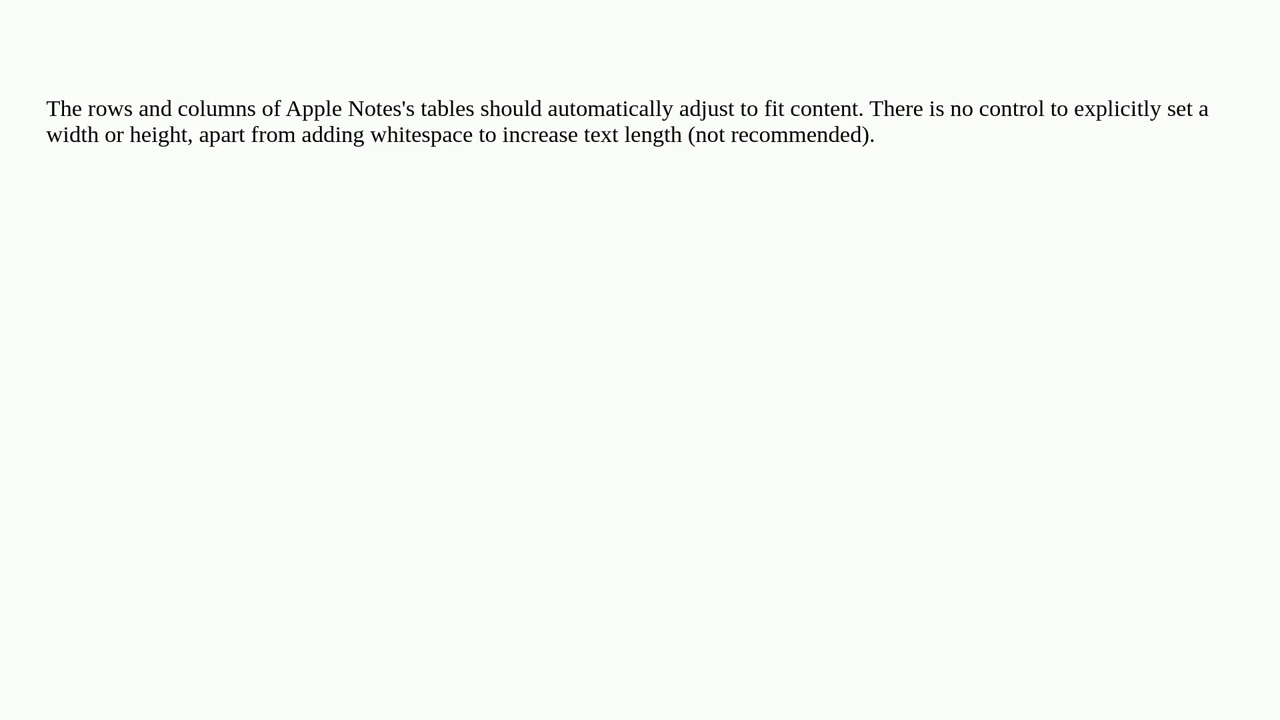 The rows and columns of Apple Notes's tables should automatically adjust to fit content. There is no control to explicitly set a
width or height, apart from adding whitespace to increase text length (not recommended).